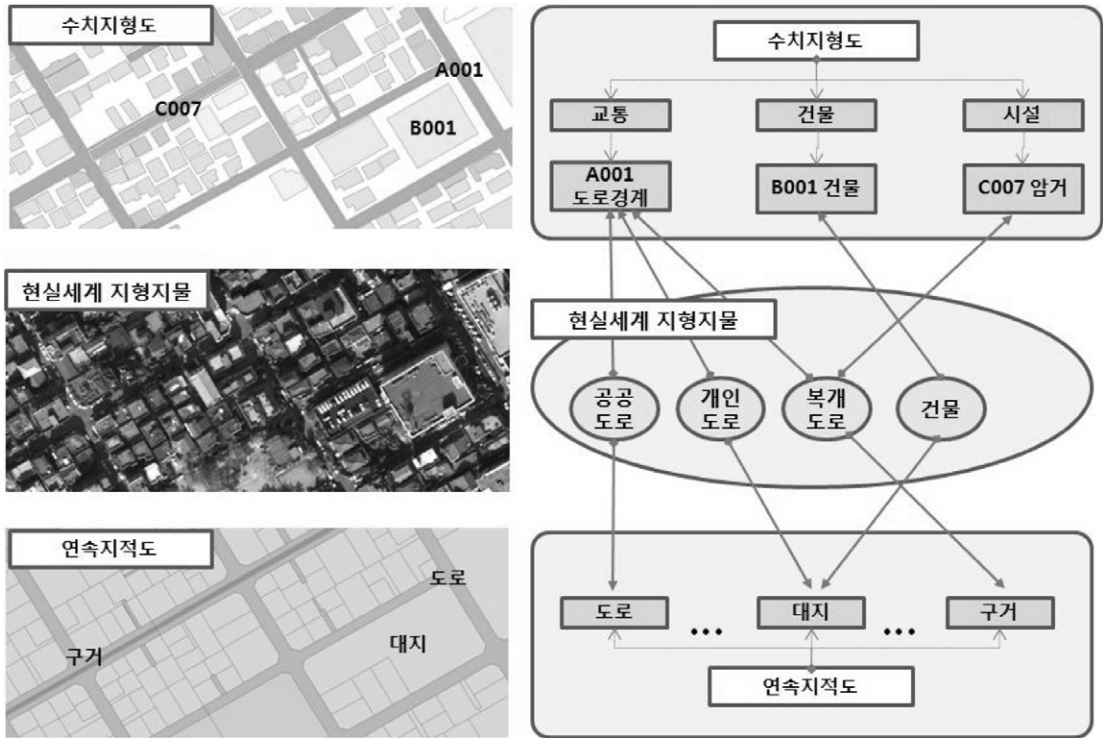 수치지형도
A001
C007
B001
현실세계 지형지물
연속지적도
도로
구거
대지
수치지형도
교통
건물
시설
A001
도로경계
B001 건물
C007 암거
현실세계 지형지물
공공
도로
개인
도로
복개
도로
건물
도로
...
대지
...
구거
연속지적도